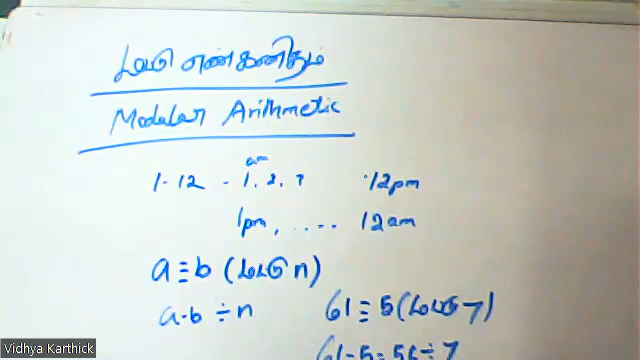 மட்டு எண்கணிதம்
Modular Arithmetic
am
1-12 - 1, 2, 3 12pm
1pm, .... 12am
a ≡ b (மட்டு n)
a-b ÷ n 61 ≡ 5 (மட்டு 7)
61-5 = 56 ÷ 7
Vidhya Karthick